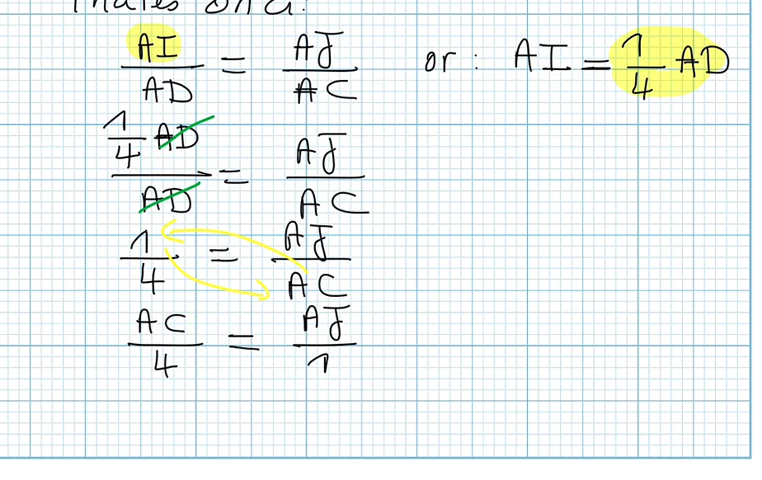 AI/AD = AJ/AC or : AI = 1/4 AD
1/4 AD/AD = AJ/AC
1/4 = AJ/AC
AC/4 = AJ/1